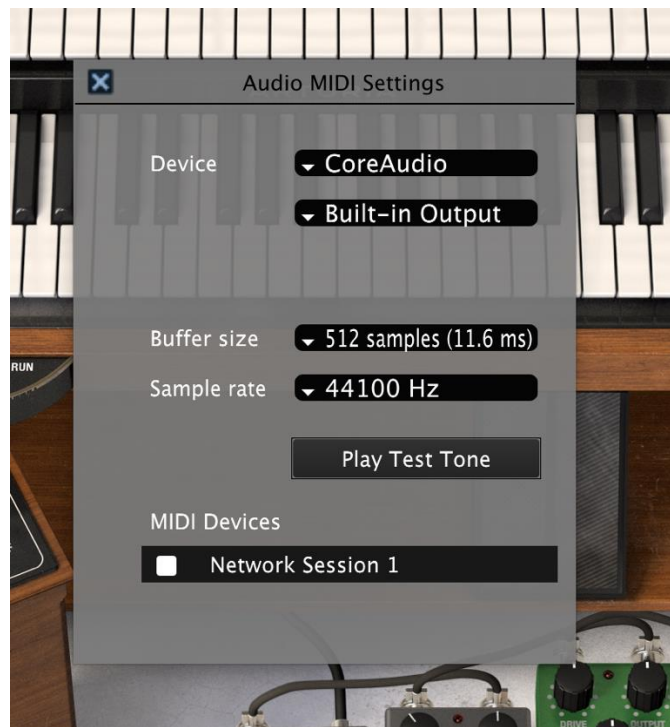 Audio MIDI Settings
Device
CoreAudio
Built-in Output
Buffer size
512 samples (11.6 ms)
RUN
Sample rate
44100 Hz
Play Test Tone
MIDI Devices
Network Session 1
DRIVE
OUTPUT